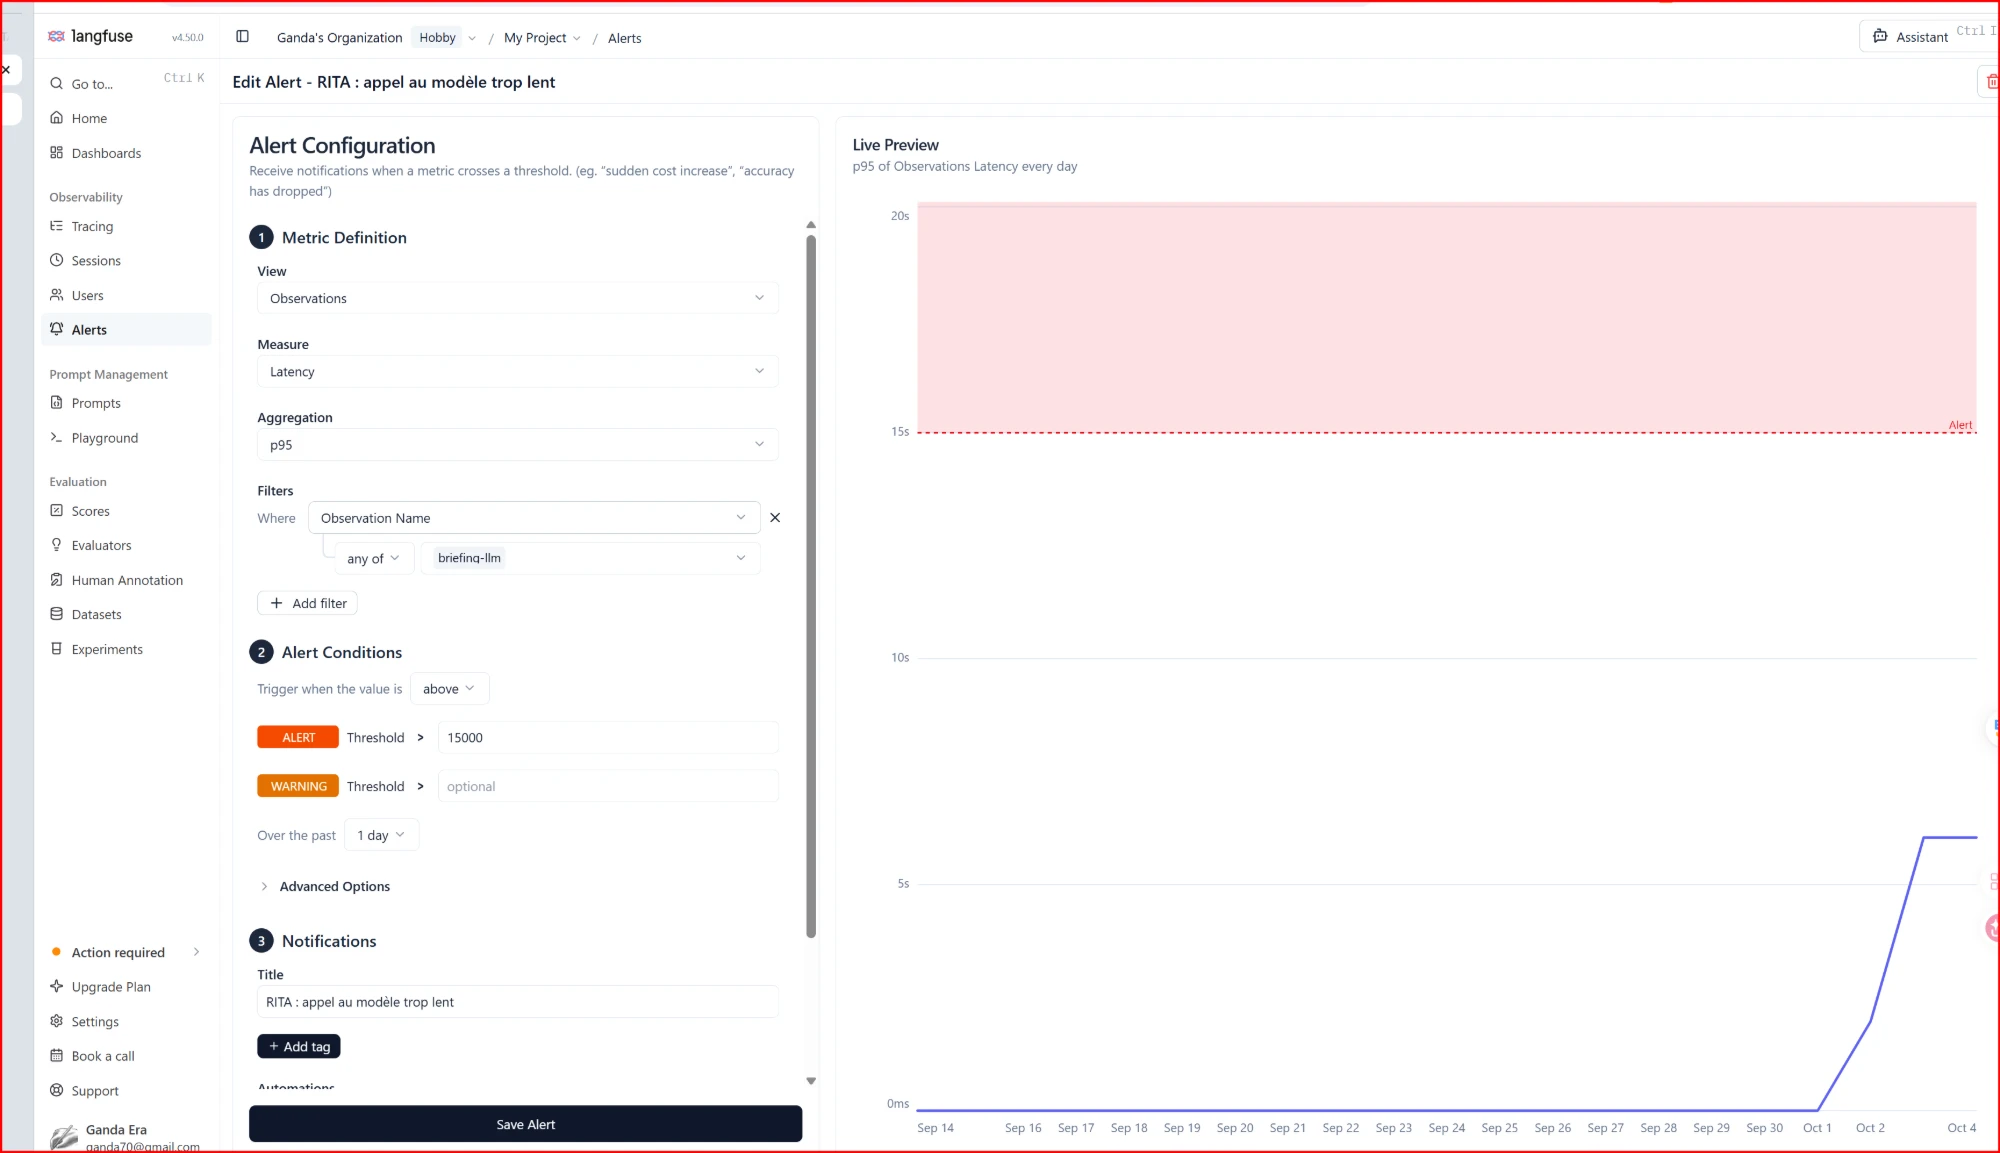 langfuse
v4.50.0
Ganda's Organization
Hobby
/
My Project
/
Alerts
Assistant
Ctrl I
Go to...
Ctrl K
Edit Alert - RITA : appel au modèle trop lent
Home
Dashboards
Observability
Tracing
Sessions
Users
Alerts
Prompt Management
Prompts
Playground
Evaluation
Scores
Evaluators
Human Annotation
Datasets
Experiments
Action required
Upgrade Plan
Settings
Book a call
Support
Ganda Era
ganda70@gmail.com
Alert Configuration
Receive notifications when a metric crosses a threshold. (eg. “sudden cost increase”, “accuracy
has dropped”)
1 Metric Definition
View
Observations
Measure
Latency
Aggregation
p95
Filters
Where Observation Name
any of briefing-llm
+ Add filter
2 Alert Conditions
Trigger when the value is above
ALERT Threshold > 15000
WARNING Threshold > optional
Over the past 1 day
Advanced Options
3 Notifications
Title
RITA : appel au modèle trop lent
+ Add tag
Automations
Save Alert
Live Preview
p95 of Observations Latency every day
20s
Alert
15s
10s
5s
0ms
Sep 14 Sep 16 Sep 17 Sep 18 Sep 19 Sep 20 Sep 21 Sep 22 Sep 23 Sep 24 Sep 25 Sep 26 Sep 27 Sep 28 Sep 29 Sep 30 Oct 1 Oct 2 Oct 4